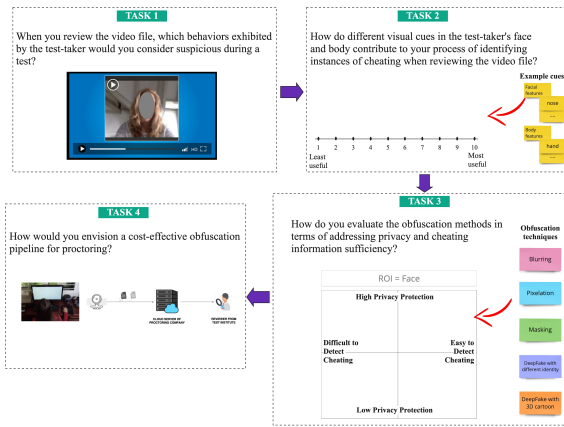 TASK 1
When you review the video file, which behaviors exhibited
by the test-taker would you consider suspicious during a
test?
HD
TASK 2
How do different visual cues in the test-taker's face
and body contribute to your process of identifying
instances of cheating when reviewing the video file?
Example cues
Facial
features
nose
...
Body
features
hand
...
1 2 3 4 5 6 7 8 9 10
Least
useful
Most
useful
TASK 3
How do you evaluate the obfuscation methods in
terms of addressing privacy and cheating
information sufficiency?
ROI = Face
High Privacy Protection
Difficult to
Detect
Cheating
Easy to
Detect
Cheating
Low Privacy Protection
Obfuscation
techniques
Blurring
Pixelation
Masking
DeepFake with
different identity
DeepFake with
3D cartoon
TASK 4
How would you envision a cost-effective obfuscation
pipeline for proctoring?
CLOUD SERVER OF
PROCTORING COMPANY
REVIEWER FROM
TEST INSTITUTE